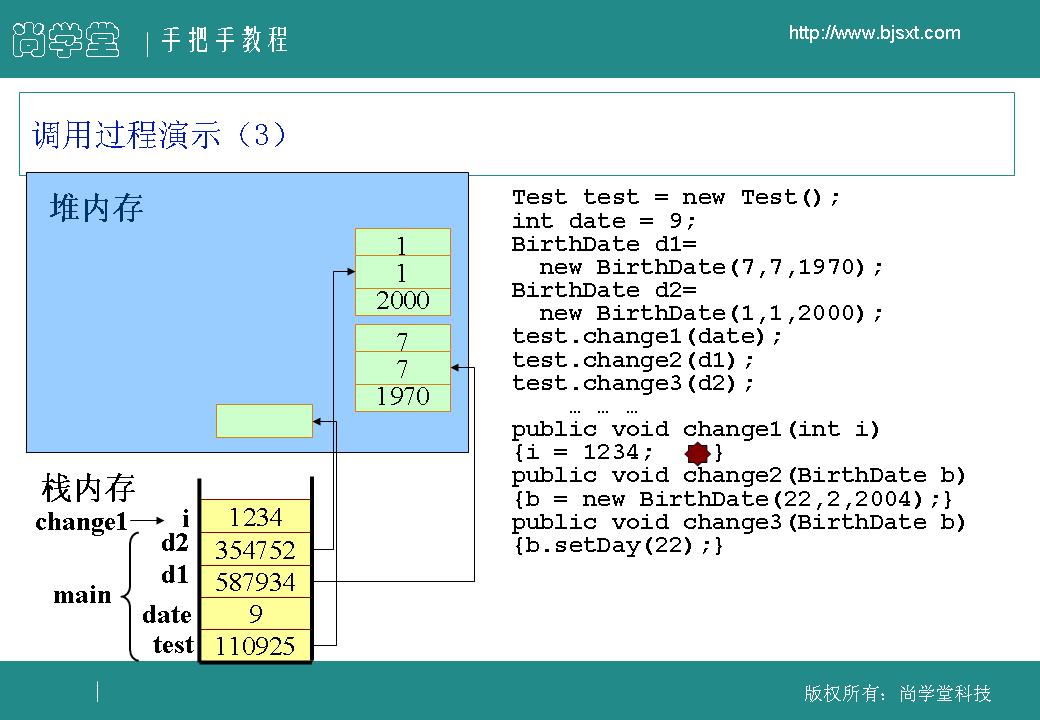 尚学堂
手把手教程
http://www.bjsxt.com
调用过程演示（3）
堆内存
1
1
2000
7
7
1970
栈内存
change1
i
1234
d2
354752
d1
587934
main
date
9
test
110925
Test test = new Test();
int date = 9;
BirthDate d1=
new BirthDate(7,7,1970);
BirthDate d2=
new BirthDate(1,1,2000);
test.change1(date);
test.change2(d1);
test.change3(d2);
… … …
public void change1(int i)
{i = 1234; }
public void change2(BirthDate b)
{b = new BirthDate(22,2,2004);}
public void change3(BirthDate b)
{b.setDay(22);}
版权所有：尚学堂科技